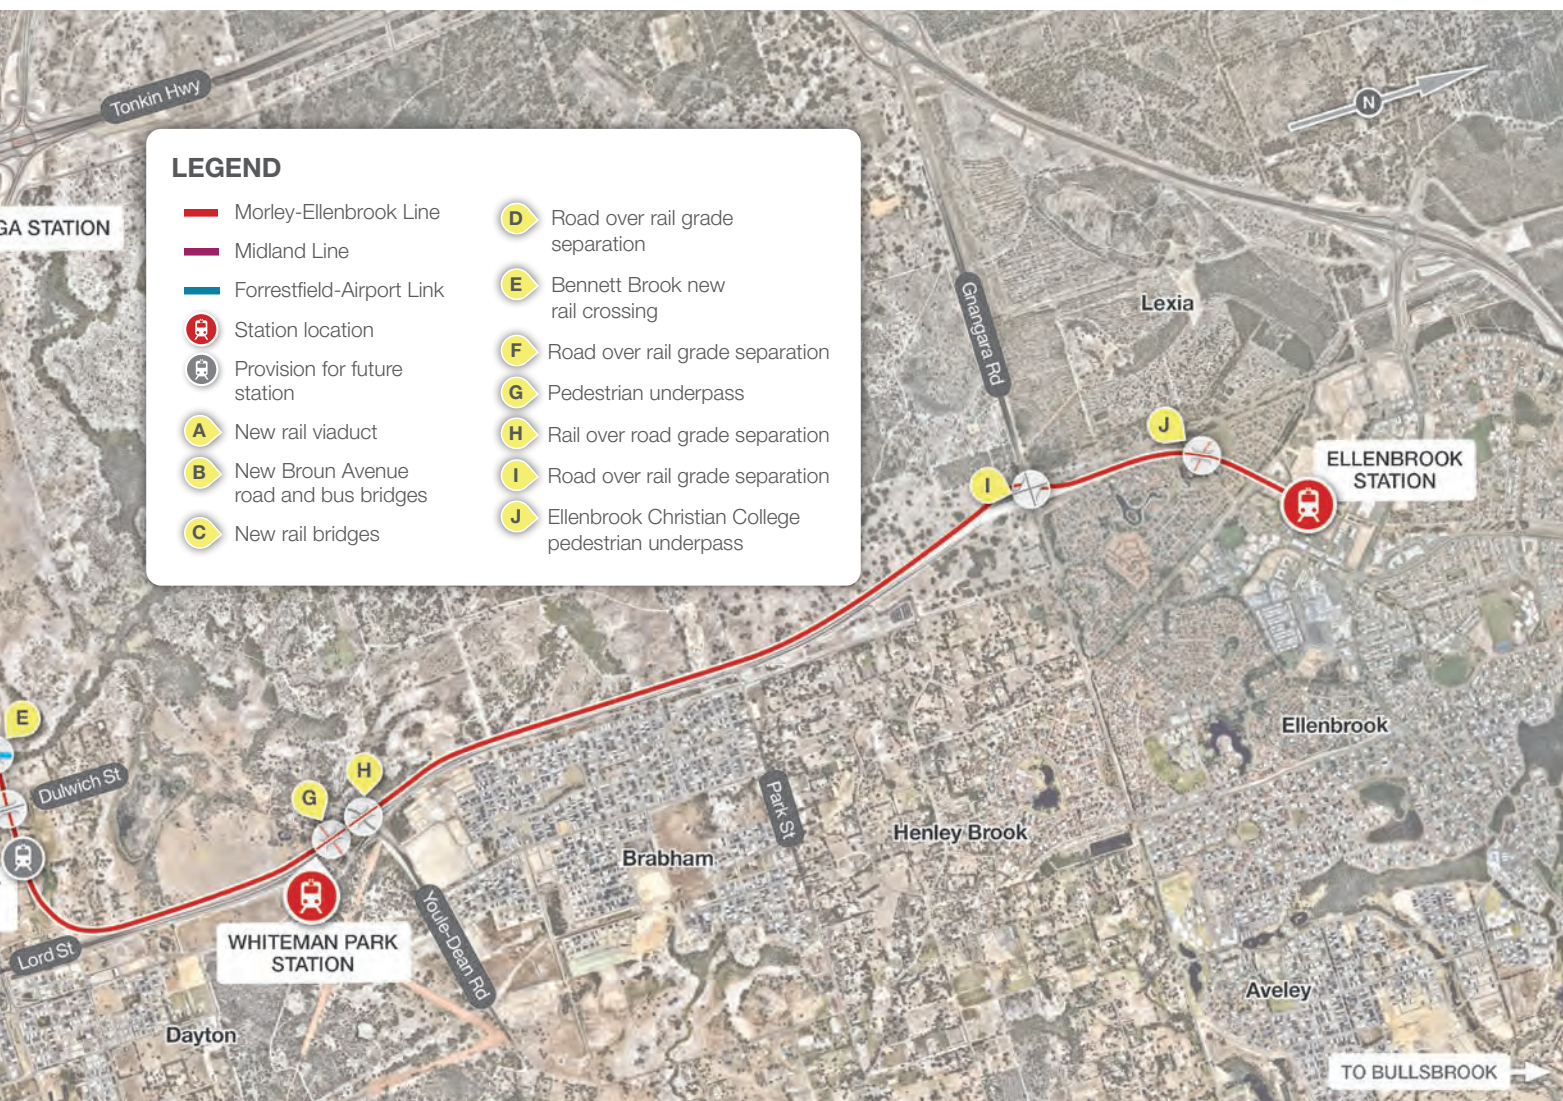 Tonkin Hwy
N
LEGEND
Morley-Ellenbrook Line
Midland Line
Forrestfield-Airport Link
Station location
Provision for future
station
A
New rail viaduct
B
New Broun Avenue
road and bus bridges
C
New rail bridges
D
Road over rail grade
separation
E
Bennett Brook new
rail crossing
F
Road over rail grade separation
G
Pedestrian underpass
H
Rail over road grade separation
I
Road over rail grade separation
J
Ellenbrook Christian College
pedestrian underpass
GA STATION
Gnangara Rd
Lexia
J
I
ELLENBROOK
STATION
E
Dulwich St
H
G
Park St
Ellenbrook
Henley Brook
Brabham
Youle-Dean Rd
WHITEMAN PARK
STATION
Lord St
Dayton
Aveley
TO BULLSBROOK